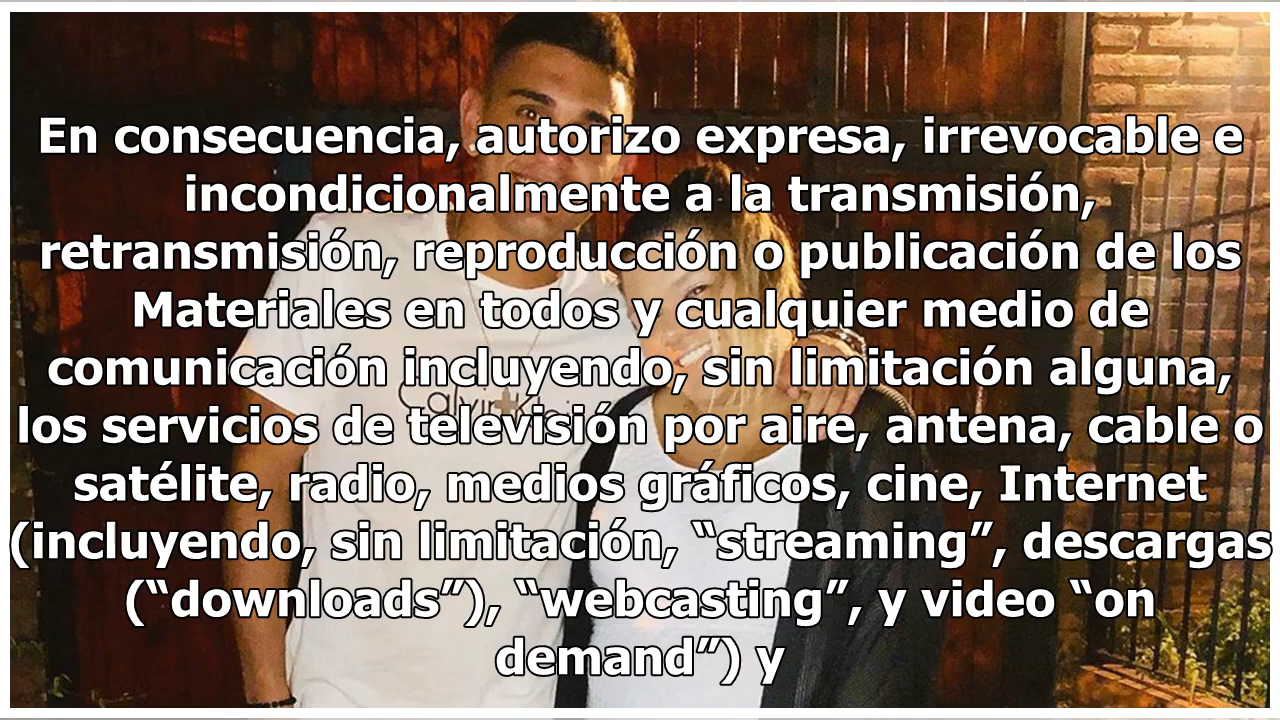 En consecuencia, autorizo expresa, irrevocable e
incondicionalmente a la transmisión,
retransmisión, reproducción o publicación de los
Materiales en todos y cualquier medio de
comunicación incluyendo, sin limitación alguna,
los servicios de televisión por aire, antena, cable o
satélite, radio, medios gráficos, cine, Internet
(incluyendo, sin limitación, “streaming”, descargas
(“downloads”), “webcasting”, y video “on
demand”) y